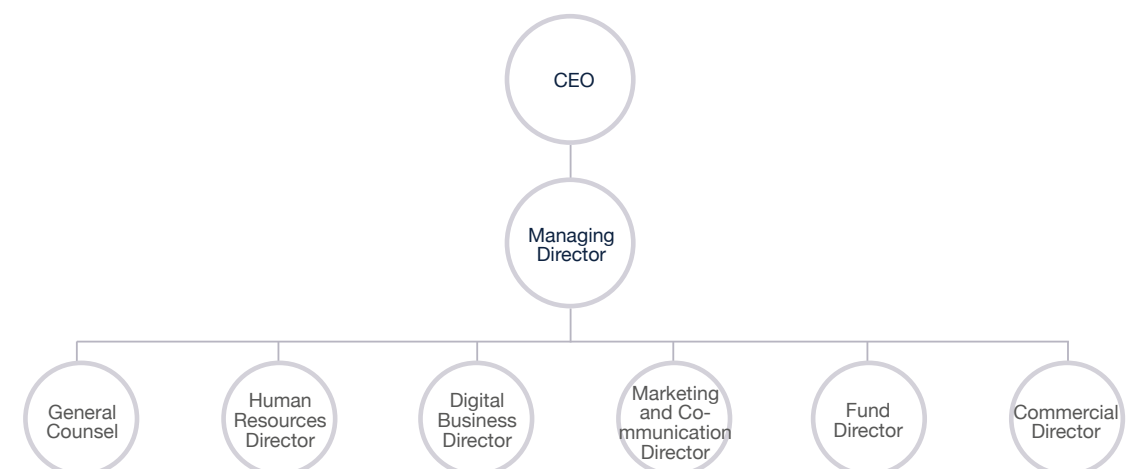 CEO
Managing
Director
General
Counsel
Human
Resources
Director
Digital
Business
Director
Marketing
and Co-
mmunication
Director
Fund
Director
Commercial
Director